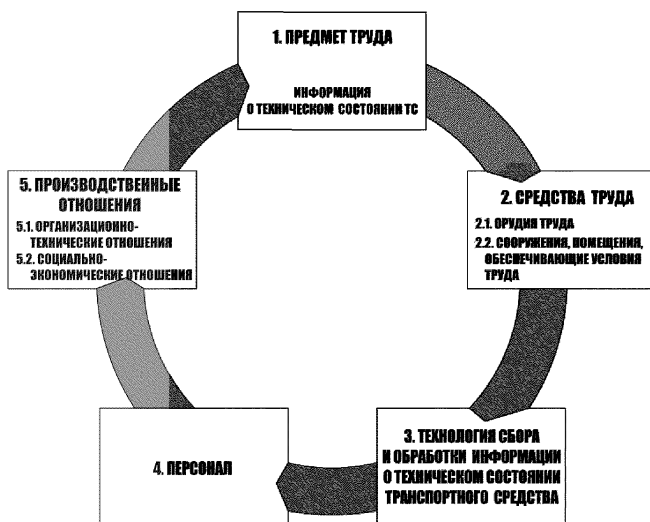 1. ПРЕДМЕТ ТРУДА
ИНФОРМАЦИЯ
О ТЕХНИЧЕСКОМ СОСТОЯНИИ ТС
2. СРЕДСТВА ТРУДА
2.1. ОРУДИЯ ТРУДА
2.2. СООРУЖЕНИЯ, ПОМЕЩЕНИЯ,
ОБЕСПЕЧИВАЮЩИЕ УСЛОВИЯ
ТРУДА
3. ТЕХНОЛОГИЯ СБОРА
И ОБРАБОТКИ ИНФОРМАЦИИ
О ТЕХНИЧЕСКОМ СОСТОЯНИИ
ТРАНСПОРТНОГО СРЕДСТВА
4. ПЕРСОНАЛ
5. ПРОИЗВОДСТВЕННЫЕ
ОТНОШЕНИЯ
5.1. ОРГАНИЗАЦИОННО-
ТЕХНИЧЕСКИЕ ОТНОШЕНИЯ
5.2. СОЦИАЛЬНО-
ЭКОНОМИЧЕСКИЕ ОТНОШЕНИЯ